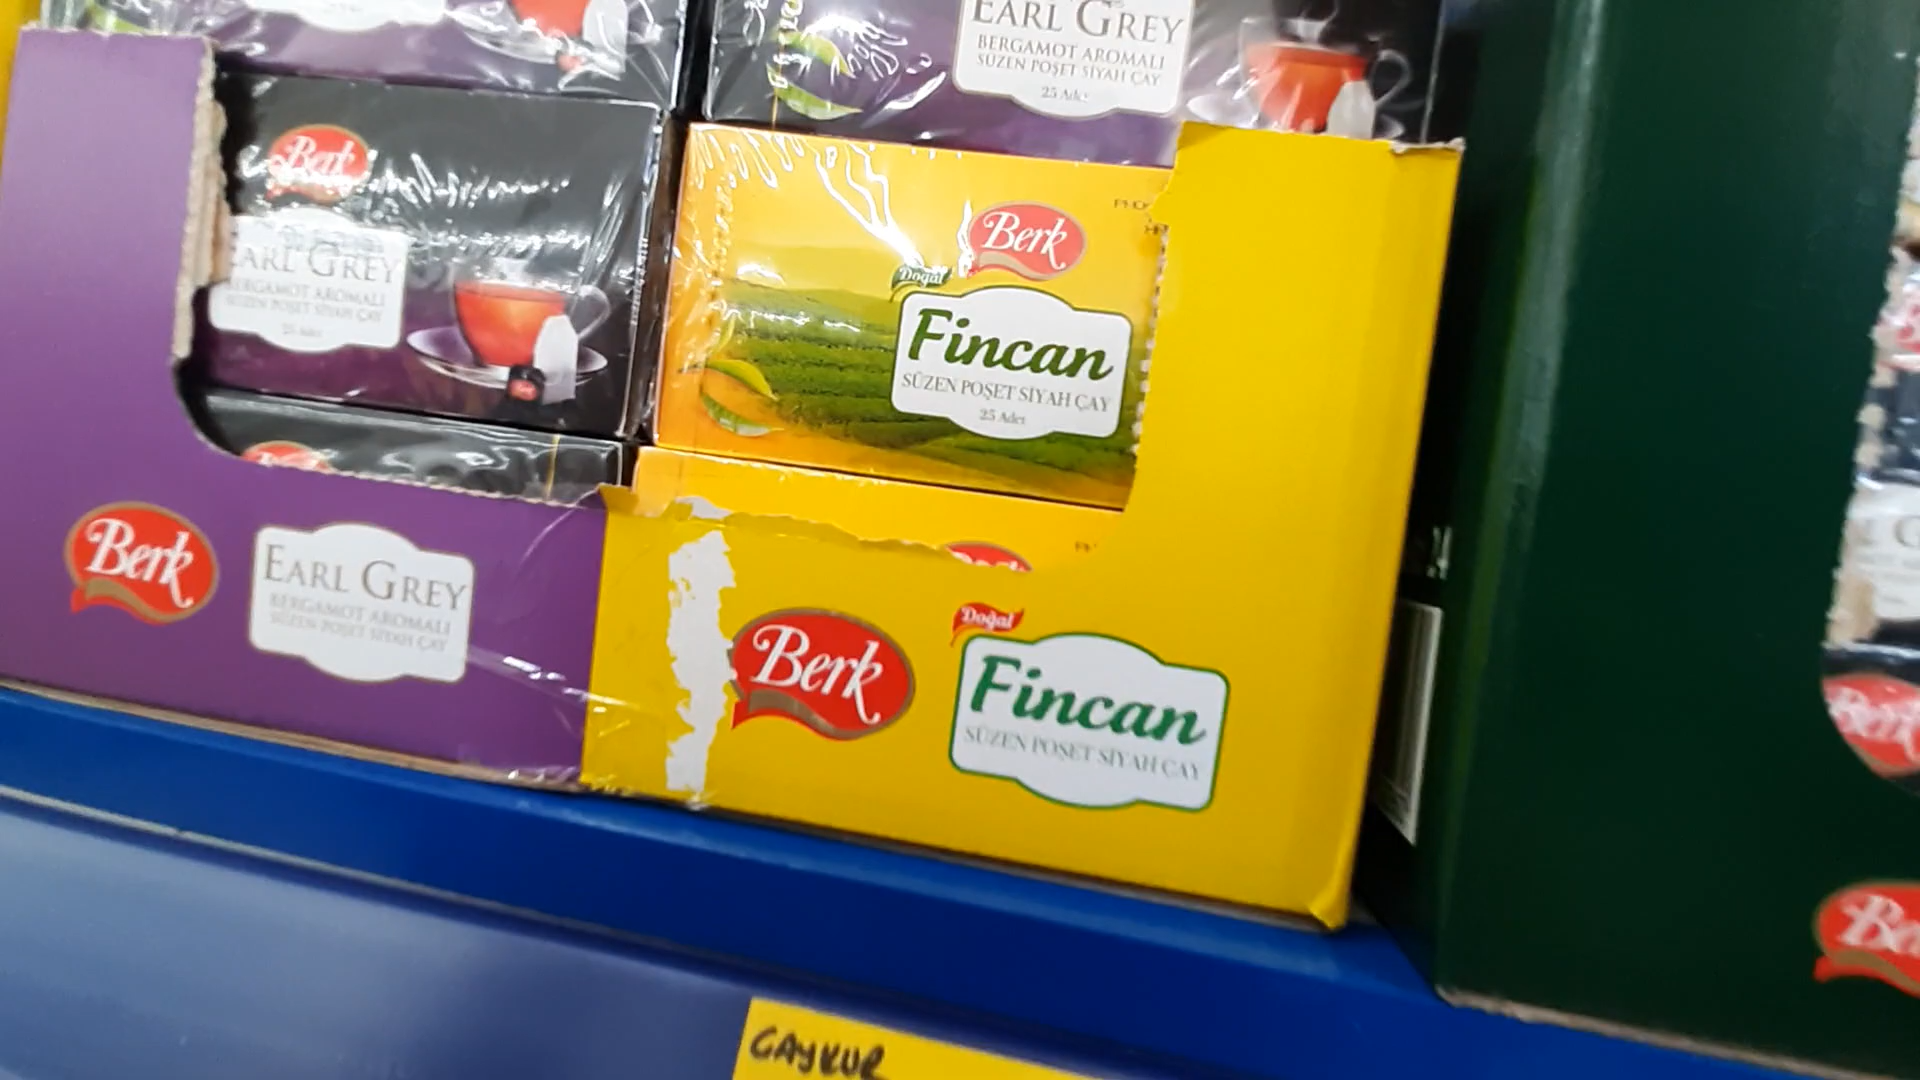 EARL GREY
BERGAMOT AROMALI
SÜZEN POŞET SİYAH ÇAY
25 Adet
Berk
EARL GREY
BERGAMOT AROMALI
SÜZEN POŞET SİYAH ÇAY
25 Adet
Berk
Doğal
Fincan
SÜZEN POŞET SİYAH ÇAY
25 Adet
Berk
EARL GREY
BERGAMOT AROMALI
SÜZEN POŞET SİYAH ÇAY
Berk
Doğal
Fincan
SÜZEN POŞET SİYAH ÇAY
Berk
GAYKUR